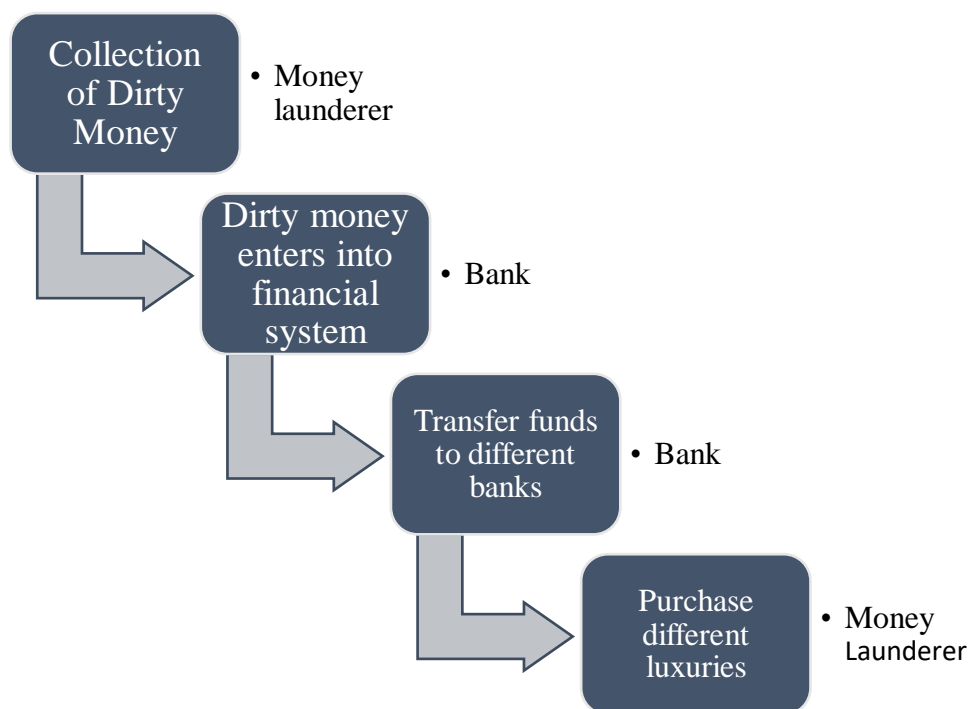 Collection
of Dirty
Money
• Money
launderer
Dirty money
enters into
financial
system
• Bank
Transfer funds
to different
banks
• Bank
Purchase
different
luxuries
• Money
Launderer